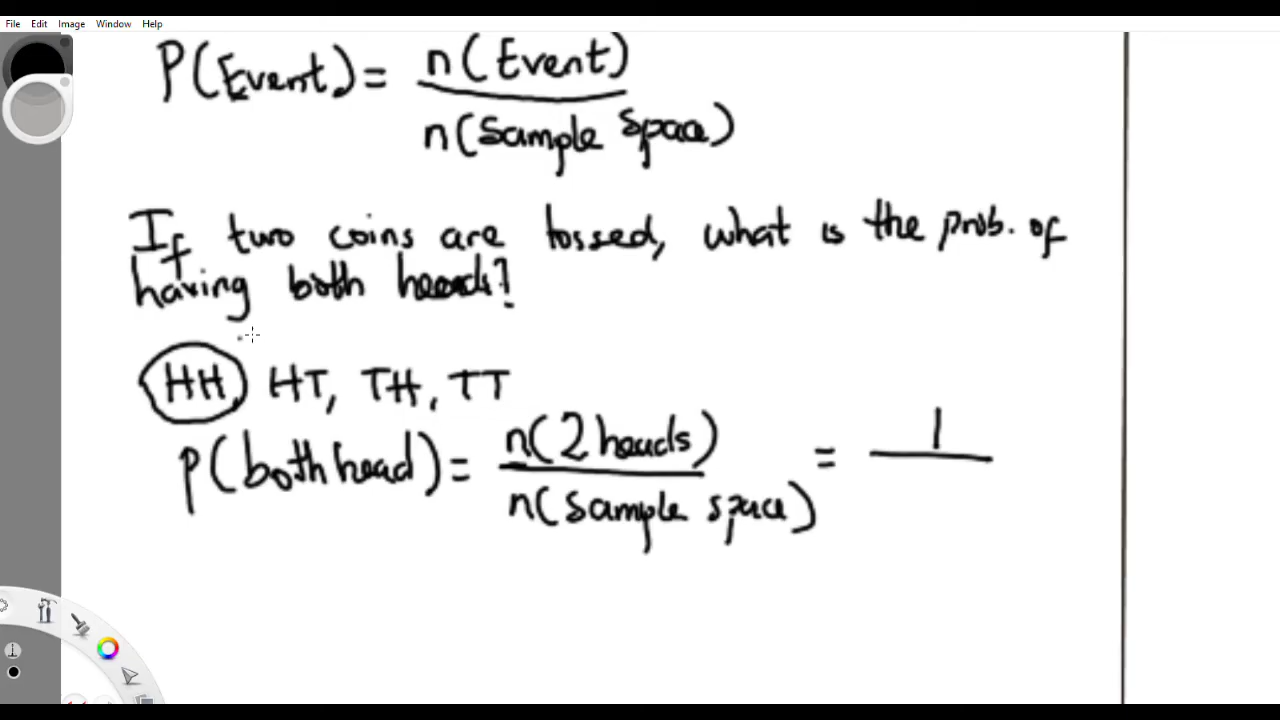 File Edit Image Window Help
P(Event) = n(Event)
n(Sample Space)
If two coins are tossed, what is the prob. of
having both heads?
HH, HT, TH, TT
P(both head) = n(2 heads) = 1
n(Sample space)